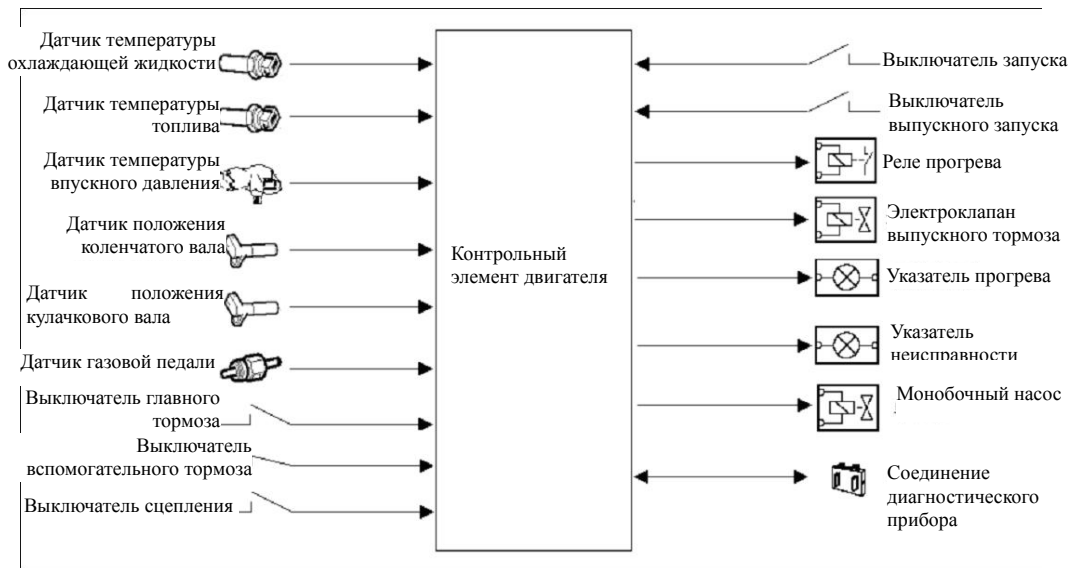 Датчик температуры
охлаждающей жидкости
Датчик температуры
топлива
Датчик температуры
впускного давления
Датчик положения
коленчатого вала
Датчик положения
кулачкового вала
Датчик газовой педали
Выключатель главного
тормоза
Выключатель
вспомогательного тормоза
Выключатель сцепления
Контрольный
элемент двигателя
Выключатель запуска
Выключатель
выпускного запуска
Реле прогрева
Электроклапан
выпускного тормоза
Указатель прогрева
Указатель
неисправности
Монобочный насос
Соединение
диагностического
прибора